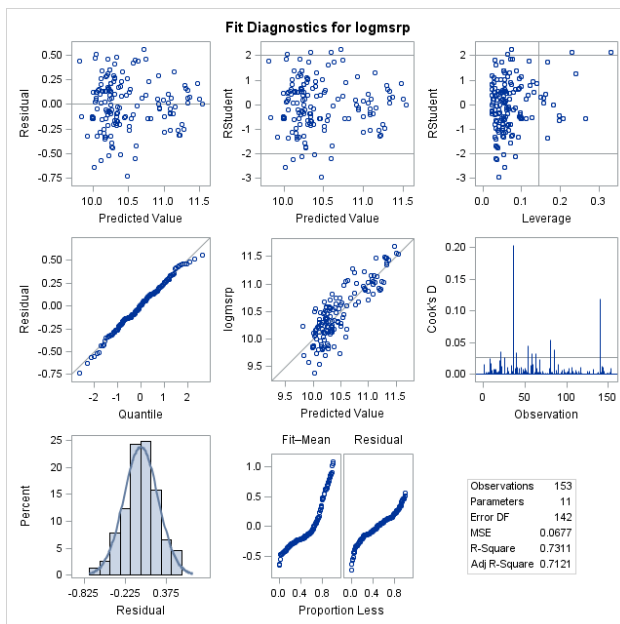 Fit Diagnostics for logmsrp
0.50
0.25
0.00
-0.25
-0.50
-0.75
Residual
10.0 10.5 11.0 11.5
Predicted Value
2
1
0
-1
-2
-3
RStudent
10.0 10.5 11.0 11.5
Predicted Value
2
1
0
-1
-2
-3
RStudent
0.0 0.1 0.2 0.3
Leverage
0.50
0.25
0.00
-0.25
-0.50
-0.75
Residual
-2 0 2
Quantile
11.5
11.0
10.5
10.0
9.5
logmsrp
9.5 10.0 10.5 11.0 11.5
Predicted Value
0.20
0.15
0.10
0.05
0.00
Cook's D
0 50 100 150
Observation
25
20
15
10
5
0
Percent
-0.825 -0.225 0.375
Residual
Fit–Mean Residual
1.0
0.5
0.0
-0.5
0.0 0.4 0.8 0.0 0.4 0.8
Proportion Less
Observations 153
Parameters 11
Error DF 142
MSE 0.0677
R-Square 0.7311
Adj R-Square 0.7121